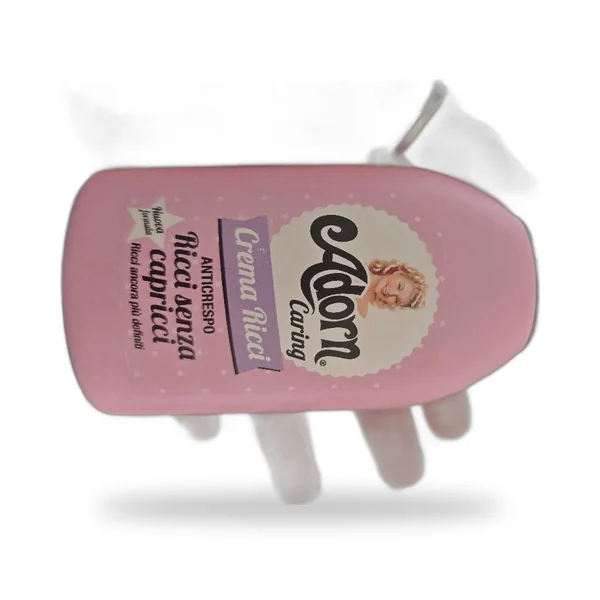 Adorn®
Caring
Crema Ricci
ANTICRESPO
Ricci senza
capricci
Ricci ancora più definiti
Nuova
formula